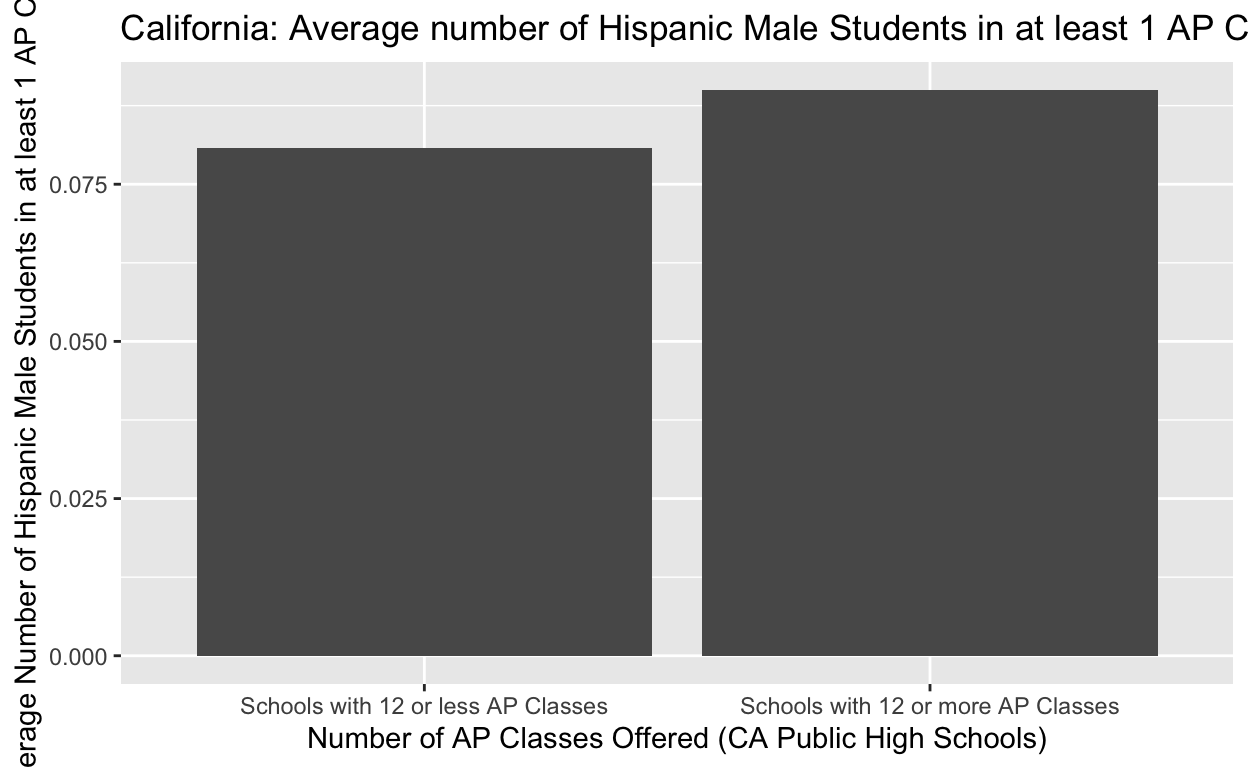 California: Average number of Hispanic Male Students in at least 1 AP C
erage Number of Hispanic Male Students in at least 1 AP C
0.075
0.050
0.025
0.000
Schools with 12 or less AP Classes
Schools with 12 or more AP Classes
Number of AP Classes Offered (CA Public High Schools)